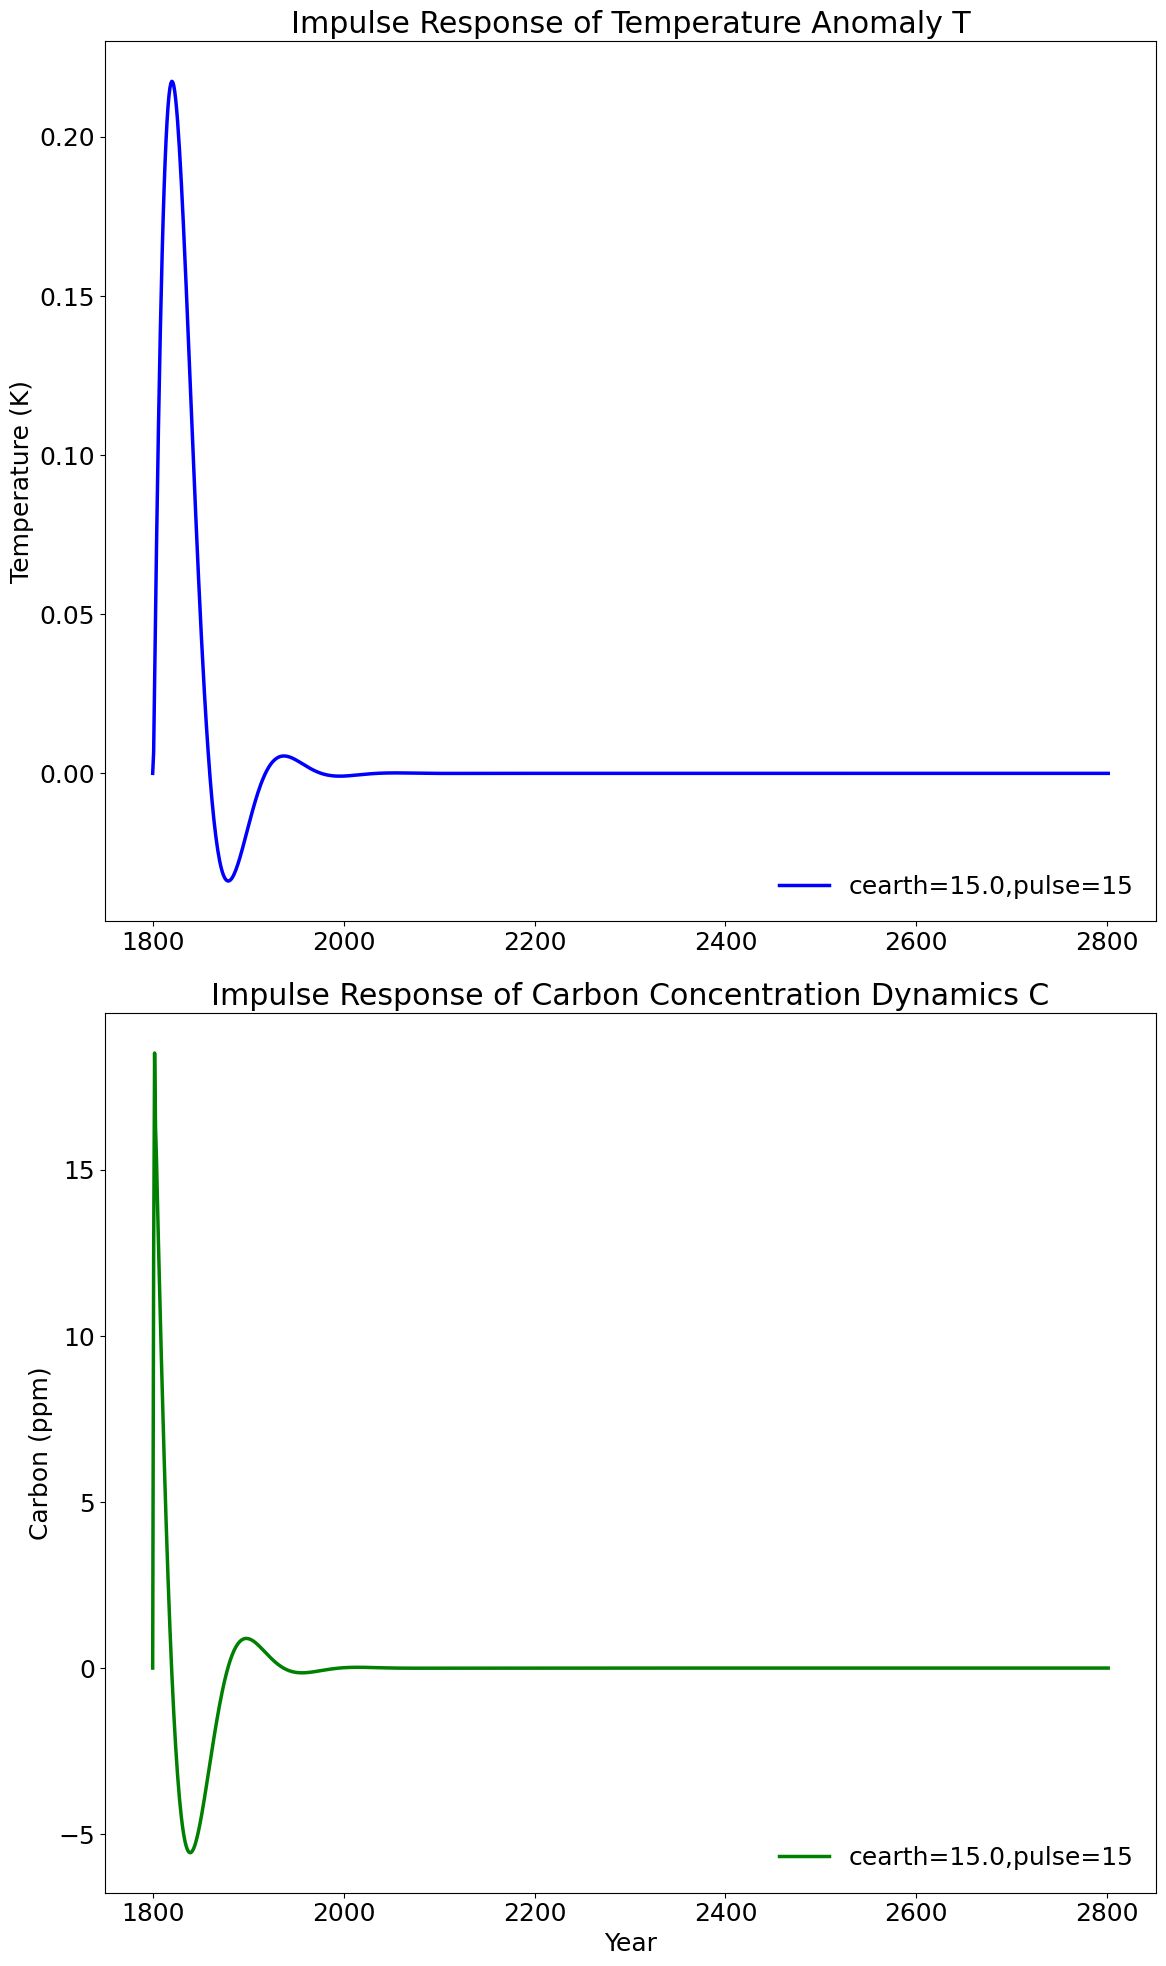 Impulse Response of Temperature Anomaly T
Temperature (K)
0.20
0.15
0.10
0.05
0.00
cearth=15.0,pulse=15
1800 2000 2200 2400 2600 2800
Impulse Response of Carbon Concentration Dynamics C
Carbon (ppm)
15
10
5
0
−5
cearth=15.0,pulse=15
1800 2000 2200 2400 2600 2800
Year